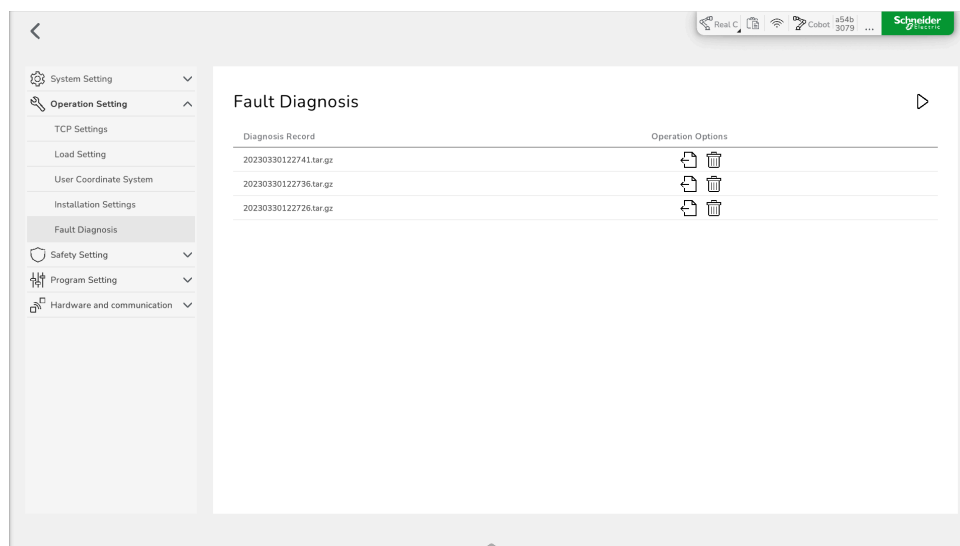 Real C
Cobot
a54b
3079
...
Schneider
Electric
System Setting
Operation Setting
TCP Settings
Load Setting
User Coordinate System
Installation Settings
Fault Diagnosis
Safety Setting
Program Setting
Hardware and communication
Fault Diagnosis
Diagnosis Record Operation Options
20230330122741.tar.gz
20230330122736.tar.gz
20230330122726.tar.gz